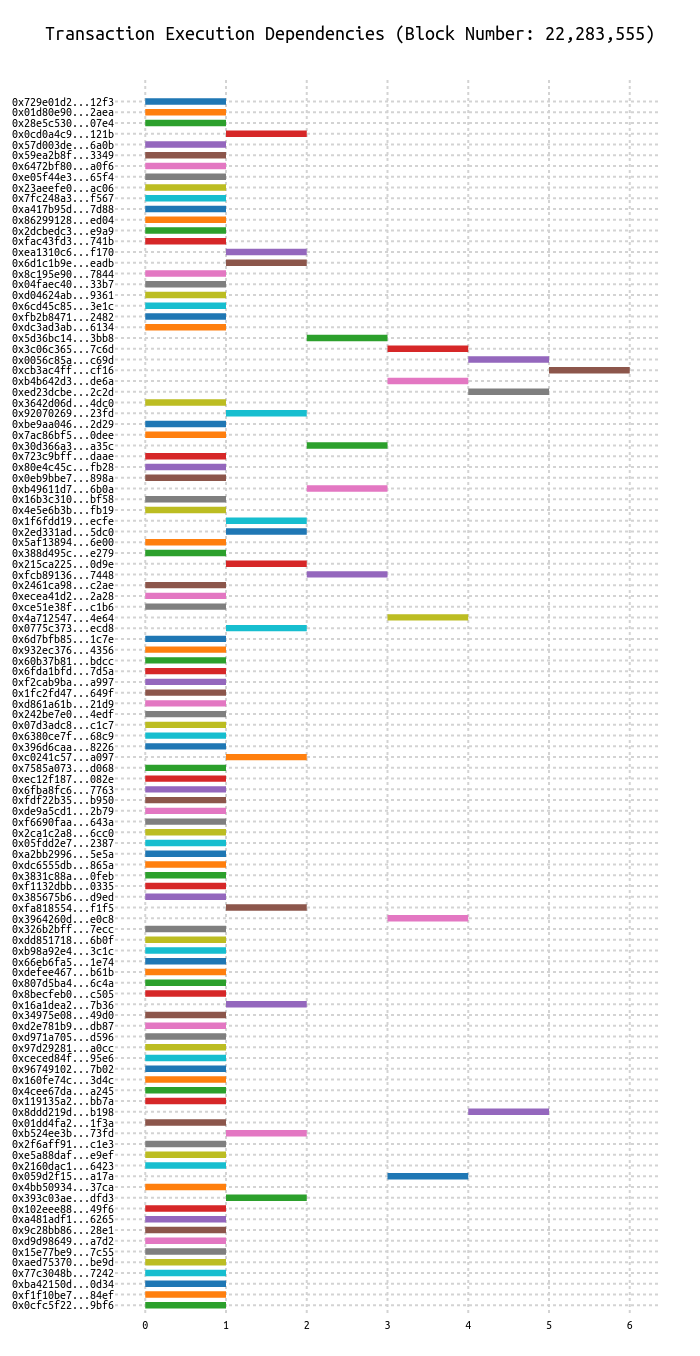 Transaction Execution Dependencies (Block Number: 22,283,555)
0x729e01d2...12f3
0x01d80e90...2aea
0x28e5c530...07e4
0x0cd0a4c9...121b
0x57d003de...6a0b
0x59ea2b8f...3349
0x6472bf80...a0f6
0xe05f44e3...65f4
0x23aeefe0...ac06
0x7fc248a3...f567
0xa417b95d...7d88
0x86299128...ed04
0x2dcbedc3...e9a9
0xfac43fd3...741b
0xea1310c6...f170
0x6d1c1b9e...eadb
0x8c195e90...7844
0x04faec40...33b7
0xd04624ab...9361
0x6cd45c85...3e1c
0xfb2b8471...2482
0xdc3ad3ab...6134
0x5d36bc14...3bb8
0x3c06c365...7c6d
0x0056c85a...c69d
0xcb3ac4ff...cf16
0xb4b642d3...de6a
0xed23dcbe...2c2d
0x3642d06d...4dc0
0x92070269...23fd
0xbe9aa046...2d29
0x7ac86bf5...0dee
0x30d366a3...a35c
0x723c9bff...daae
0x80e4c45c...fb28
0x0eb9bbe7...898a
0xb49611d7...6b0a
0x16b3c310...bf58
0x4e5e6b3b...fb19
0x1f6fdd19...ecfe
0x2ed331ad...5dc0
0x5af13894...6e00
0x388d495c...e279
0x215ca225...0d9e
0xfcb89136...7448
0x2461ca98...c2ae
0xecea41d2...2a28
0xce51e38f...c1b6
0x4a712547...4e64
0x0775c373...ecd8
0x6d7bfb85...1c7e
0x932ec376...4356
0x60b37b81...bdcc
0x6fda1bfd...7d5a
0xf2cab9ba...a997
0x1fc2fd47...649f
0xd861a61b...21d9
0x242be7e0...4edf
0x07d3adc8...c1c7
0x6380ce7f...68c9
0x396d6caa...8226
0xc0241c57...a097
0x7585a073...d068
0xec12f187...082e
0x6fba8fc6...7763
0xfdf22b35...b950
0xde9a5cd1...2b79
0xf6690faa...643a
0x2ca1c2a8...6cc0
0x05fdd2e7...2387
0xa2bb2996...5e5a
0xdc6555db...865a
0x3831c88a...0feb
0xf1132dbb...0335
0x385675b6...d9ed
0xfa818554...f1f5
0x3964260d...e0c8
0x326b2bff...7ecc
0xdd851718...6b0f
0xb98a92e4...3c1c
0x66eb6fa5...1e74
0xdefee467...b61b
0x807d5ba4...6c4a
0x8becfeb0...c505
0x16a1dea2...7b36
0x34975e08...49d0
0xd2e781b9...db87
0xd971a705...d596
0x97d29281...a0cc
0xceced84f...95e6
0x96749102...7b02
0x160fe74c...3d4c
0x4cee67da...a245
0x119135a2...bb7a
0x8ddd219d...b198
0x01dd4fa2...1f3a
0xb524ee3b...73fd
0x2f6aff91...c1e3
0xe5a88daf...e9ef
0x2160dac1...6423
0x059d2f15...a17a
0x4bb50934...37ca
0x393c03ae...dfd3
0x102eee88...49f6
0xa481adf1...6265
0x9c28bb86...28e1
0xd9d98649...a7d2
0x15e77be9...7c55
0xaed75370...be9d
0x77c3048b...7242
0xba42150d...0d34
0xf1f10be7...84ef
0x0cfc5f22...9bf6
0 1 2 3 4 5 6